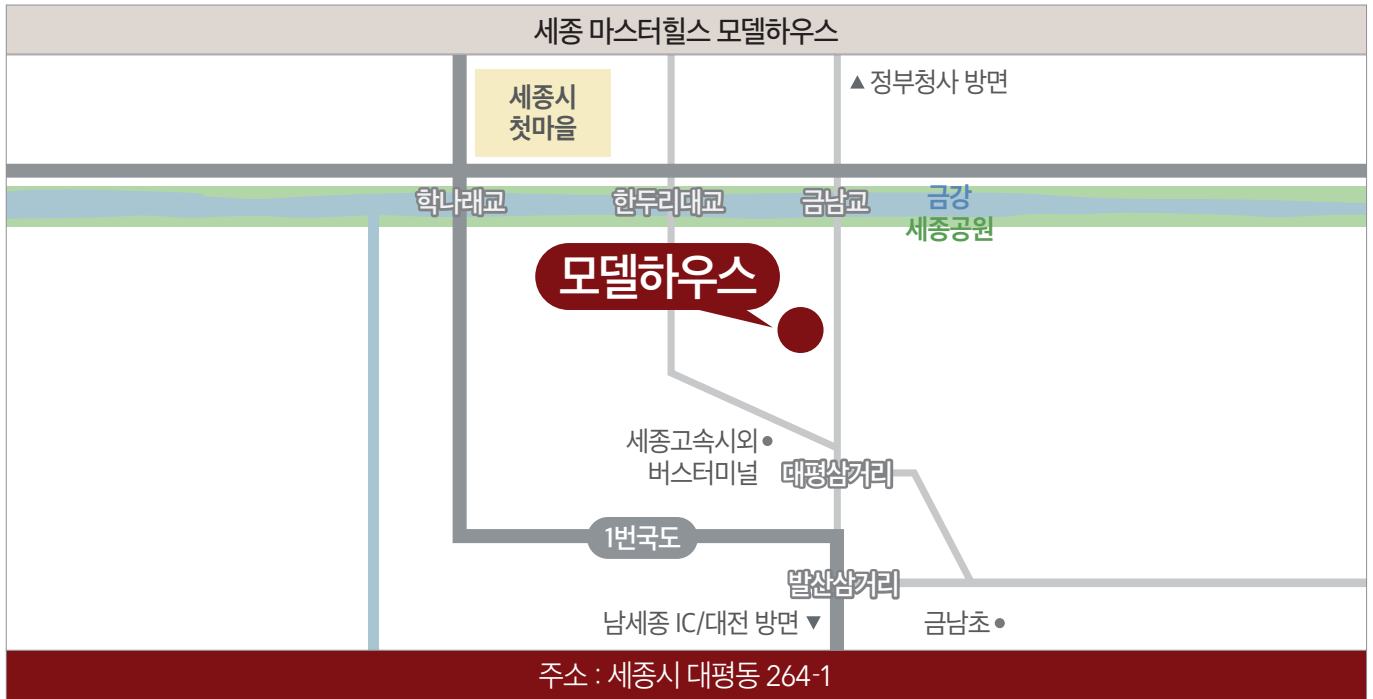 세종 마스터힐스 모델하우스
▲ 정부청사 방면
세종시
첫마을
학나래교
한두리대교
금남교
금강
세종공원
모델하우스
세종고속시외
버스터미널
대평삼거리
1번국도
발산삼거리
남세종 IC/대전 방면 ▼
금남초
주소 : 세종시 대평동 264-1